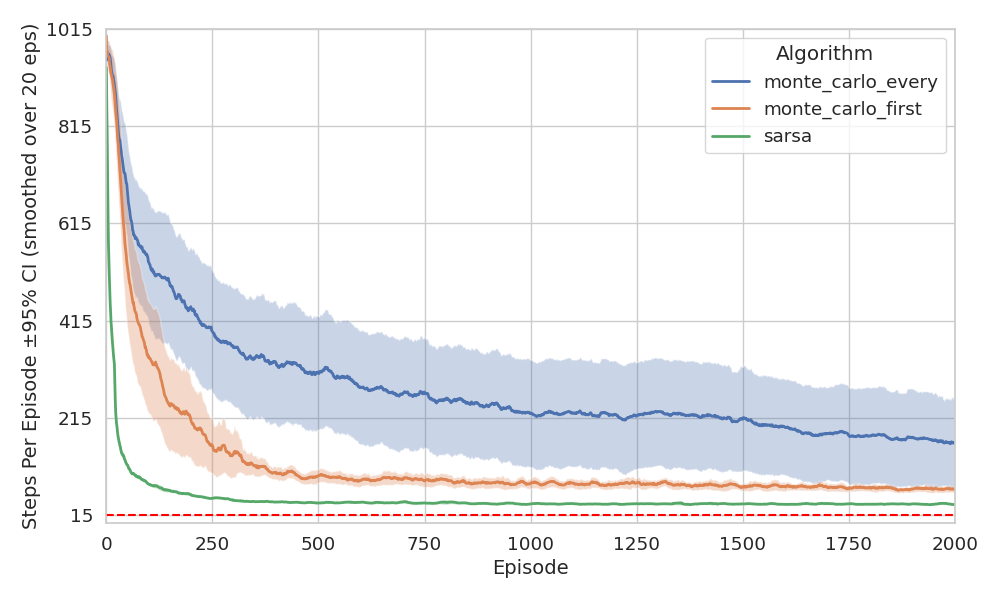 Steps Per Episode ±95% CI (smoothed over 20 eps)
1015
815
615
415
215
15
Algorithm
monte_carlo_every
monte_carlo_first
sarsa
0 250 500 750 1000 1250 1500 1750 2000
Episode